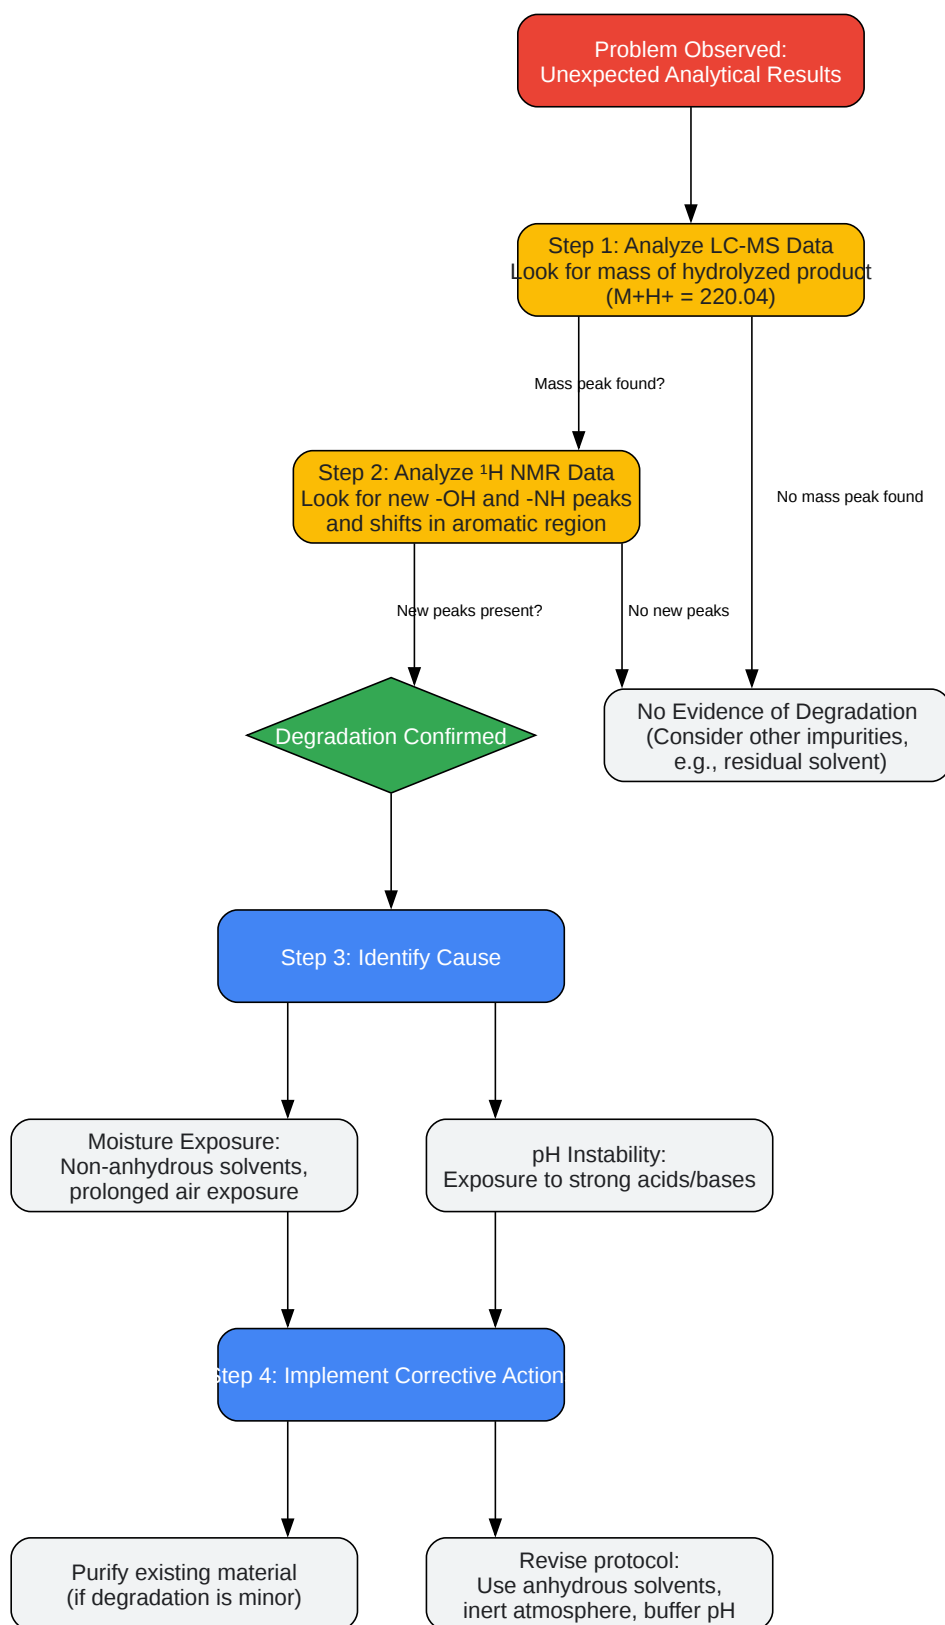 Problem Observed:
Unexpected Analytical Results
Step 1: Analyze LC-MS Data
Look for mass of hydrolyzed product
(M+H+ = 220.04)
Mass peak found?
Step 2: Analyze ¹H NMR Data
Look for new -OH and -NH peaks
and shifts in aromatic region
No mass peak found
New peaks present?
No new peaks
Degradation Confirmed
No Evidence of Degradation
(Consider other impurities,
e.g., residual solvent)
Step 3: Identify Cause
Moisture Exposure:
Non-anhydrous solvents,
prolonged air exposure
pH Instability:
Exposure to strong acids/bases
Step 4: Implement Corrective Action
Purify existing material
(if degradation is minor)
Revise protocol:
Use anhydrous solvents,
inert atmosphere, buffer pH